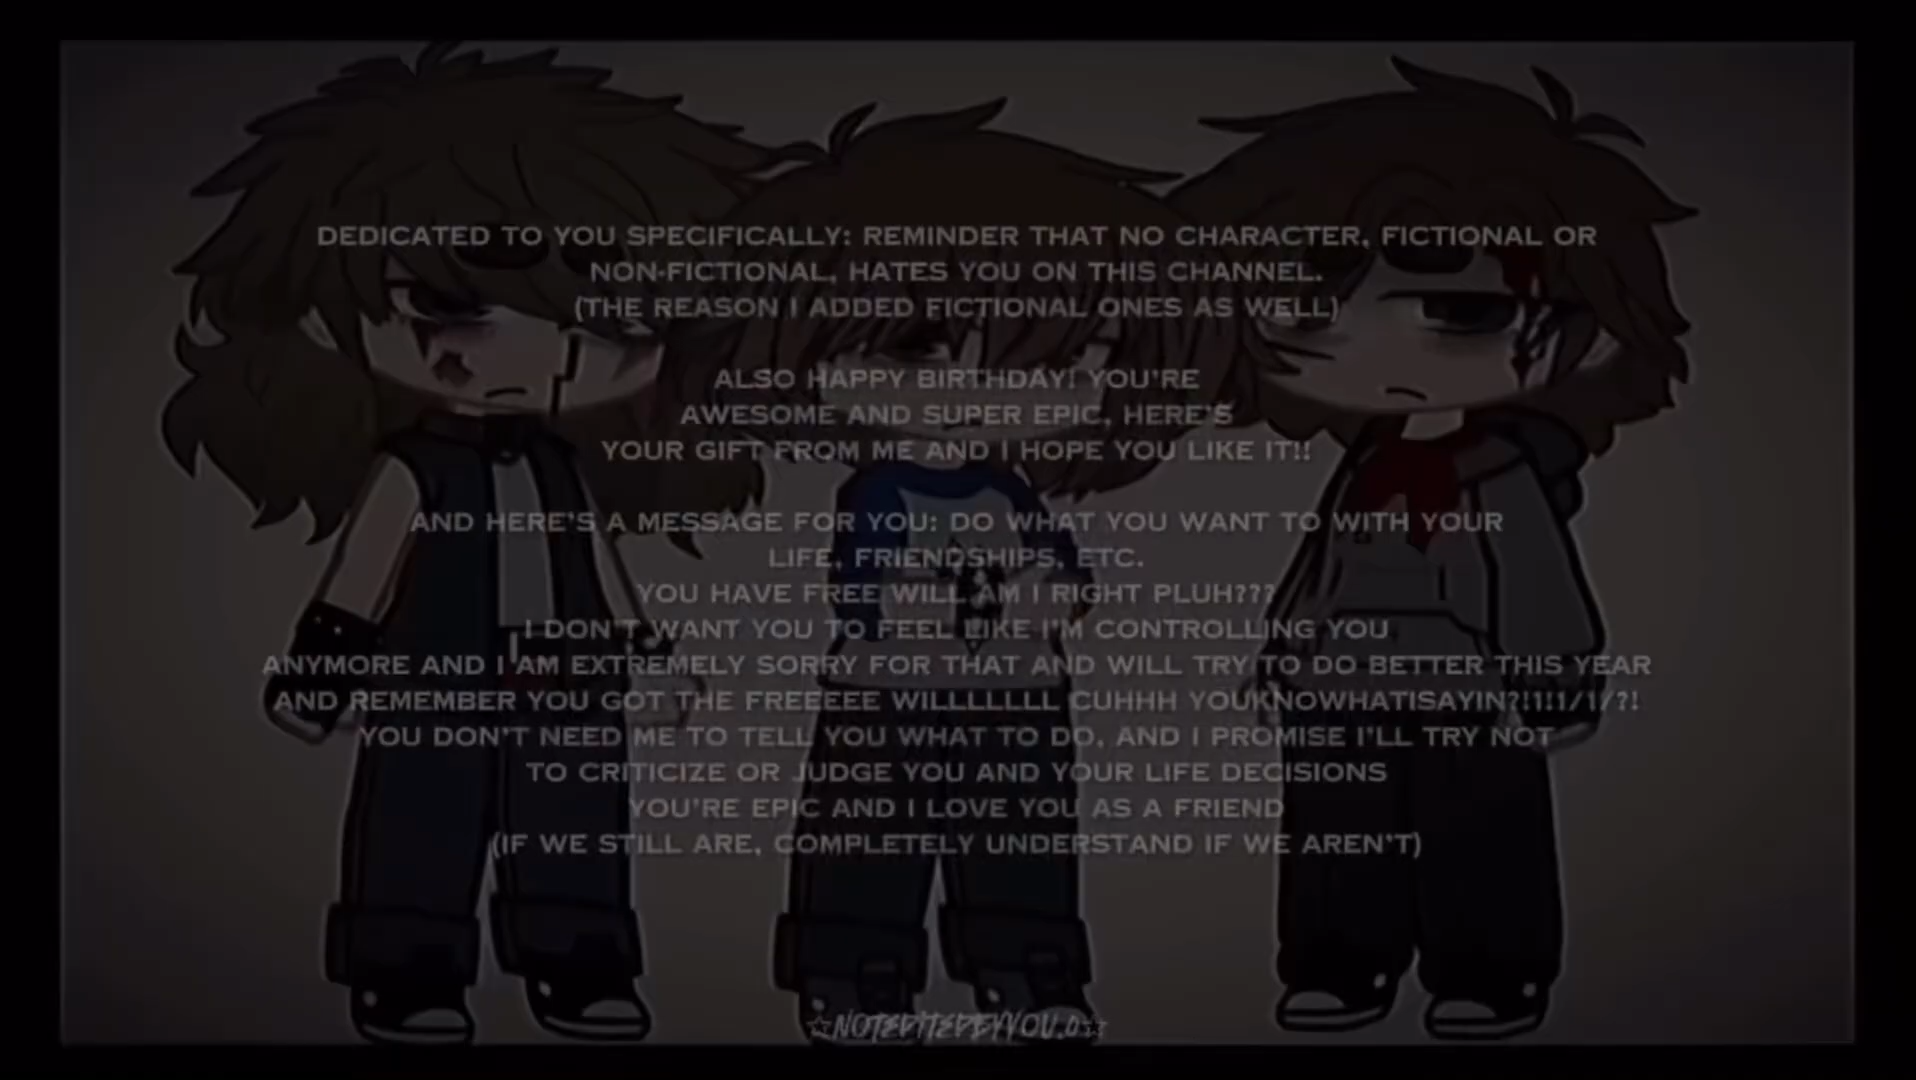 DEDICATED TO YOU SPECIFICALLY: REMINDER THAT NO CHARACTER, FICTIONAL OR
NON-FICTIONAL, HATES YOU ON THIS CHANNEL.
(THE REASON I ADDED FICTIONAL ONES AS WELL)
ALSO HAPPY BIRTHDAY! YOU'RE
AWESOME AND SUPER EPIC, HERE'S
YOUR GIFT FROM ME AND I HOPE YOU LIKE IT!!
AND HERE'S A MESSAGE FOR YOU: DO WHAT YOU WANT TO WITH YOUR
LIFE, FRIENDSHIPS, ETC.
YOU HAVE FREE WILL AM I RIGHT PLUH???
I DON'T WANT YOU TO FEEL LIKE I'M CONTROLLING YOU
ANYMORE AND I AM EXTREMELY SORRY FOR THAT AND WILL TRY TO DO BETTER THIS YEAR
AND REMEMBER YOU GOT THE FREEEEE WILLLLLLL CUHHH YOUKNOWHATISAYIN?!1!1/1/?!
YOU DON'T NEED ME TO TELL YOU WHAT TO DO, AND I PROMISE I'LL TRY NOT
TO CRITICIZE OR JUDGE YOU AND YOUR LIFE DECISIONS
YOU'RE EPIC AND I LOVE YOU AS A FRIEND
(IF WE STILL ARE, COMPLETELY UNDERSTAND IF WE AREN'T)
☆NOTEDITEDBYYOU.0☆